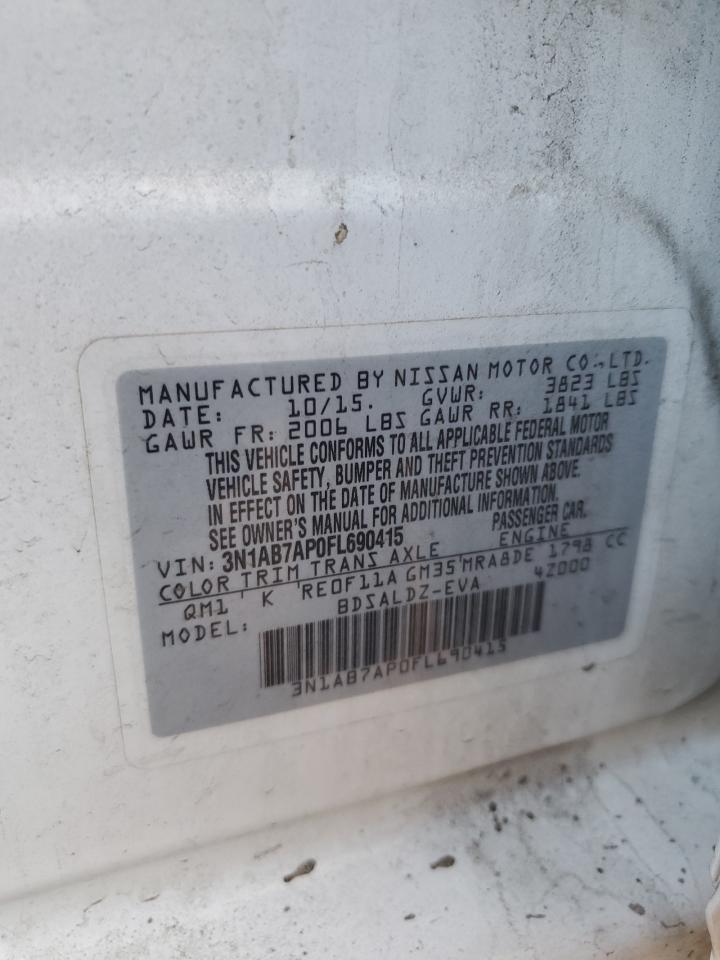 MANUFACTURED BY NISSAN MOTOR CO.,LTD.
DATE: 10/15. GVWR: 3823 LBS
GAWR FR: 2006 LBS GAWR RR: 1841 LBS
THIS VEHICLE CONFORMS TO ALL APPLICABLE FEDERAL MOTOR
VEHICLE SAFETY, BUMPER AND THEFT PREVENTION STANDARDS
IN EFFECT ON THE DATE OF MANUFACTURE SHOWN ABOVE.
SEE OWNER'S MANUAL FOR ADDITIONAL INFORMATION.
VIN: 3N1AB7AP0FL690415 PASSENGER CAR.
COLOR TRIM TRANS AXLE ENGINE
QM1 K RE0F11A GM35 MRA8DE 1798 CC
MODEL: BDSALDZ-EVA 42000
3N1AB7AP0FL690415